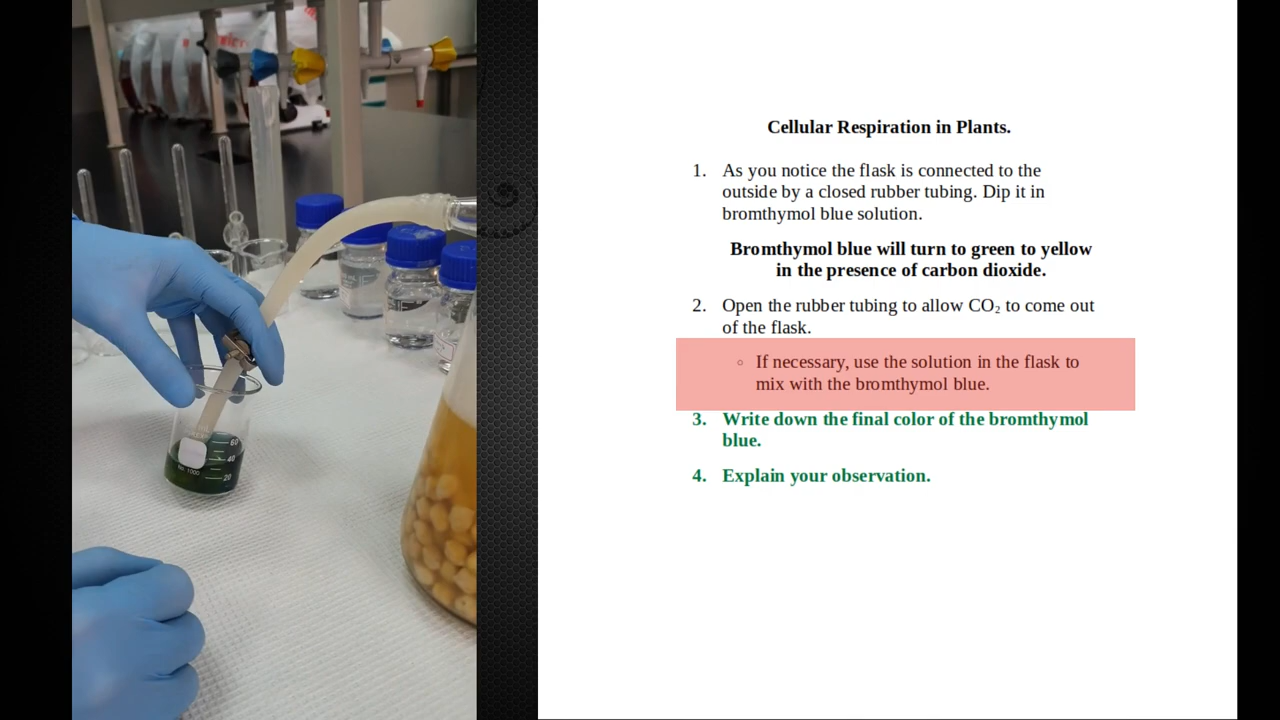 Cellular Respiration in Plants.
1. As you notice the flask is connected to the
outside by a closed rubber tubing. Dip it in
bromthymol blue solution.
Bromthymol blue will turn to green to yellow
in the presence of carbon dioxide.
2. Open the rubber tubing to allow CO₂ to come out
of the flask.
◦ If necessary, use the solution in the flask to
mix with the bromthymol blue.
3. Write down the final color of the bromthymol
blue.
4. Explain your observation.
60
40
20
No. 1000